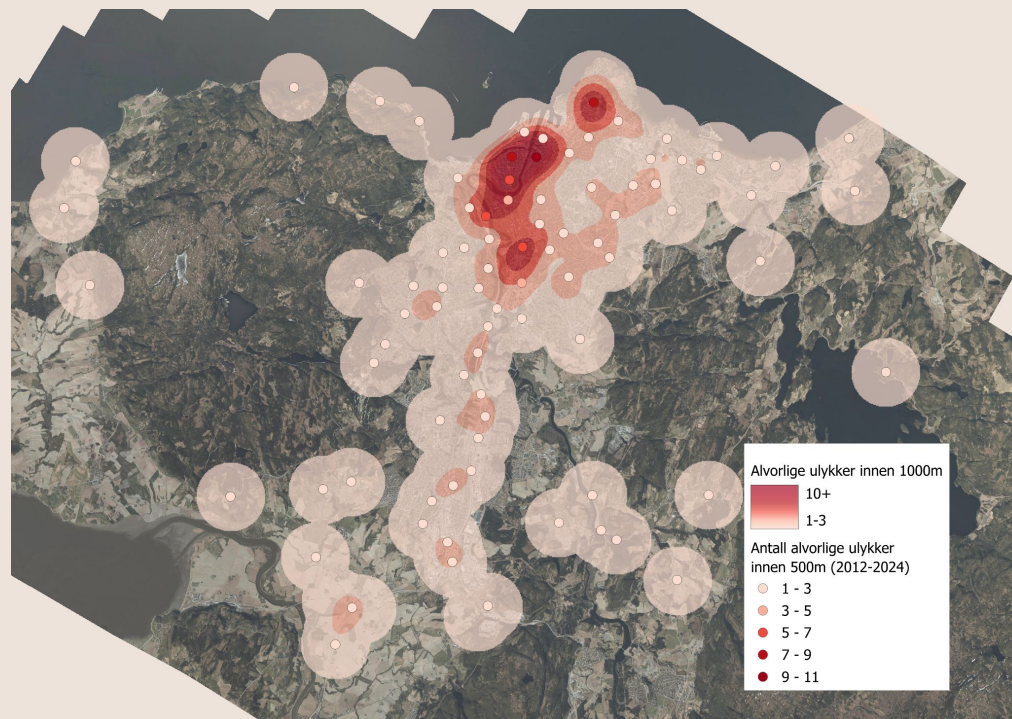 Alvorlige ulykker innen 1000m
10+
1-3
Antall alvorlige ulykker
innen 500m (2012-2024)
1 - 3
3 - 5
5 - 7
7 - 9
9 - 11